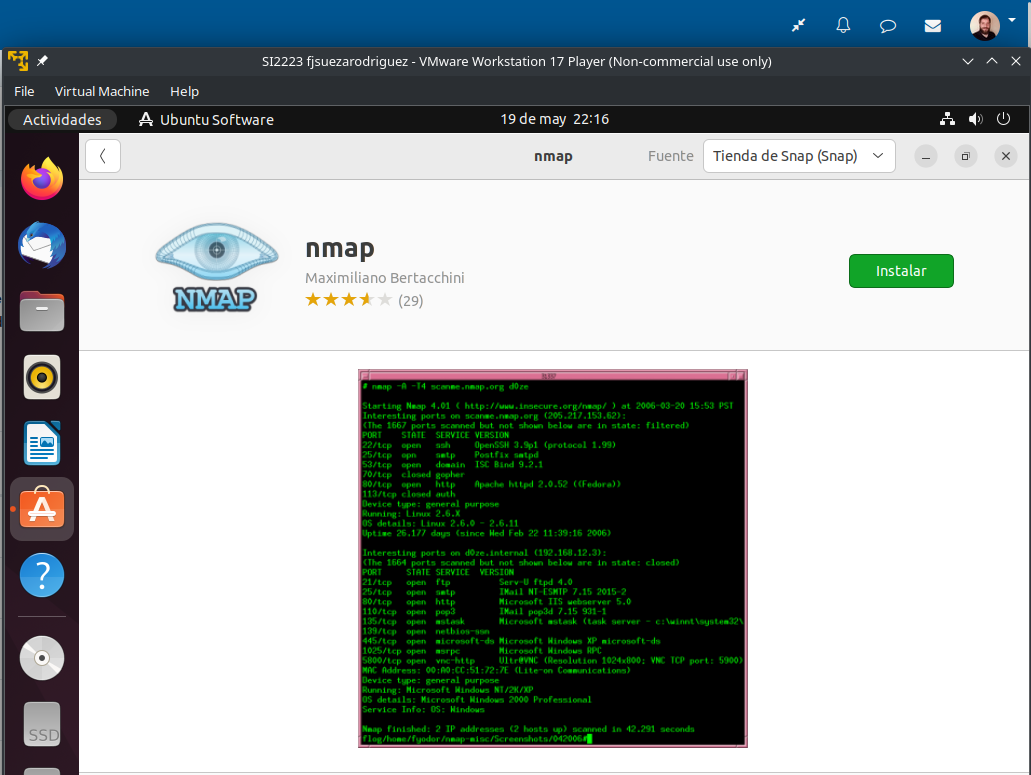 SI2223 fjsuezarodriguez - VMware Workstation 17 Player (Non-commercial use only)
File Virtual Machine Help
Actividades Ubuntu Software 19 de may 22:16
nmap Fuente Tienda de Snap (Snap)
NMAP
nmap
Maximiliano Bertacchini
(29)
Instalar
# nmap -A -T4 scanme.nmap.org d0ze
Starting Nmap 4.01 ( http://www.insecure.org/nmap/ ) at 2006-03-20 15:53 PST
Interesting ports on scanme.nmap.org (205.217.153.62):
(The 1667 ports scanned but not shown below are in state: filtered)
PORT STATE SERVICE VERSION
22/tcp open ssh OpenSSH 3.9p1 (protocol 1.99)
25/tcp opn smtp Postfix smtpd
53/tcp open domain ISC Bind 9.2.1
70/tcp closed gopher
80/tcp open http Apache httpd 2.0.52 ((Fedora))
113/tcp closed auth
Device type: general purpose
Running: Linux 2.6.X
OS details: Linux 2.6.0 - 2.6.11
Uptime 26.177 days (since Wed Feb 22 11:39:16 2006)
Interesting ports on d0ze.internal (192.168.12.3):
(The 1664 ports scanned but not shown below are in state: closed)
PORT STATE SERVICE VERSION
21/tcp open ftp Serv-U ftpd 4.0
25/tcp open smtp IMail NT-ESMTP 7.15 2015-2
80/tcp open http Microsoft IIS webserver 5.0
110/tcp open pop3 IMail pop3d 7.15 931-1
135/tcp open mstask Microsoft mstask (task server - c:\winnt\system32\
139/tcp open netbios-ssn
445/tcp open microsoft-ds Microsoft Windows XP microsoft-ds
1025/tcp open msrpc Microsoft Windows RPC
5800/tcp open vnc-http Ultr@VNC (Resolution 1024x800; VNC TCP port: 5900)
MAC Address: 00:A0:CC:51:72:7E (Lite-on Communications)
Device type: general purpose
Running: Microsoft Windows NT/2K/XP
OS details: Microsoft Windows 2000 Professional
Service Info: OS: Windows
Nmap finished: 2 IP addresses (2 hosts up) scanned in 42.291 seconds
flog/home/fyodor/nmap-misc/Screenshots/042006#
SSD